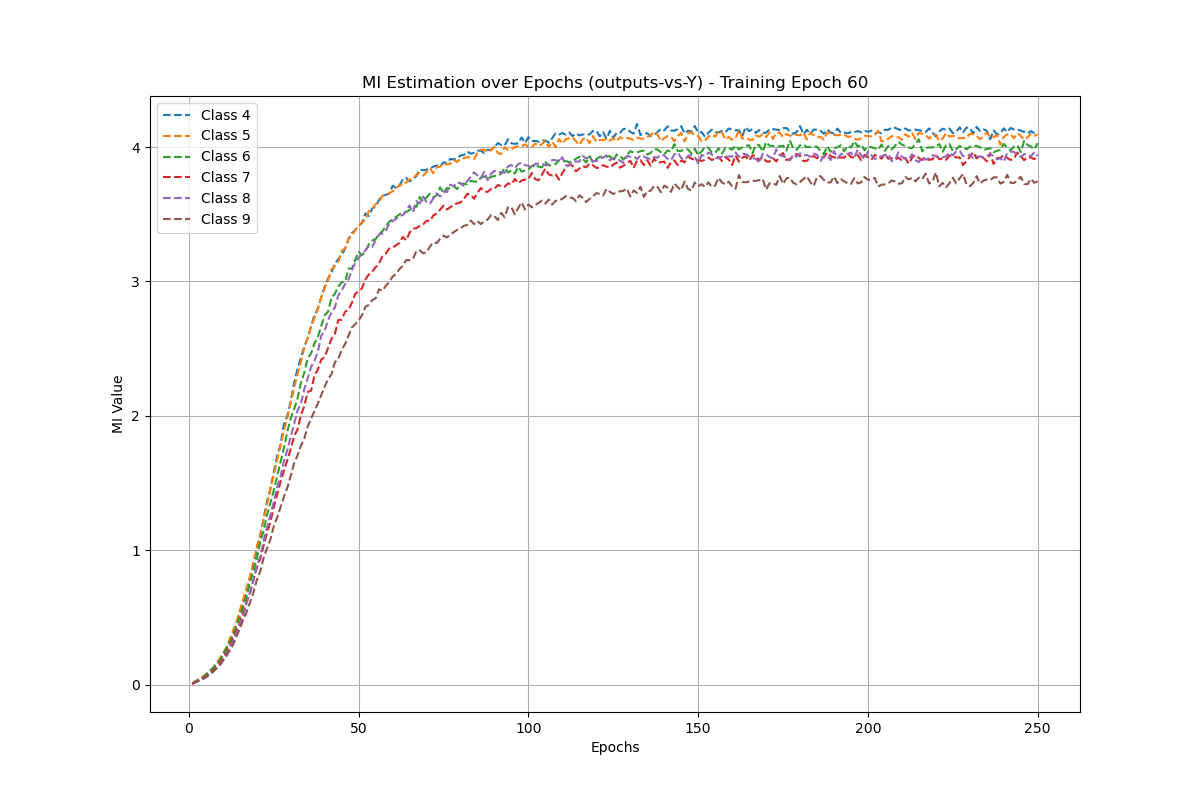 MI Estimation over Epochs (outputs-vs-Y) - Training Epoch 60
Class 4
Class 5
Class 6
Class 7
Class 8
Class 9
MI Value
4
3
2
1
0
0 50 100 150 200 250
Epochs